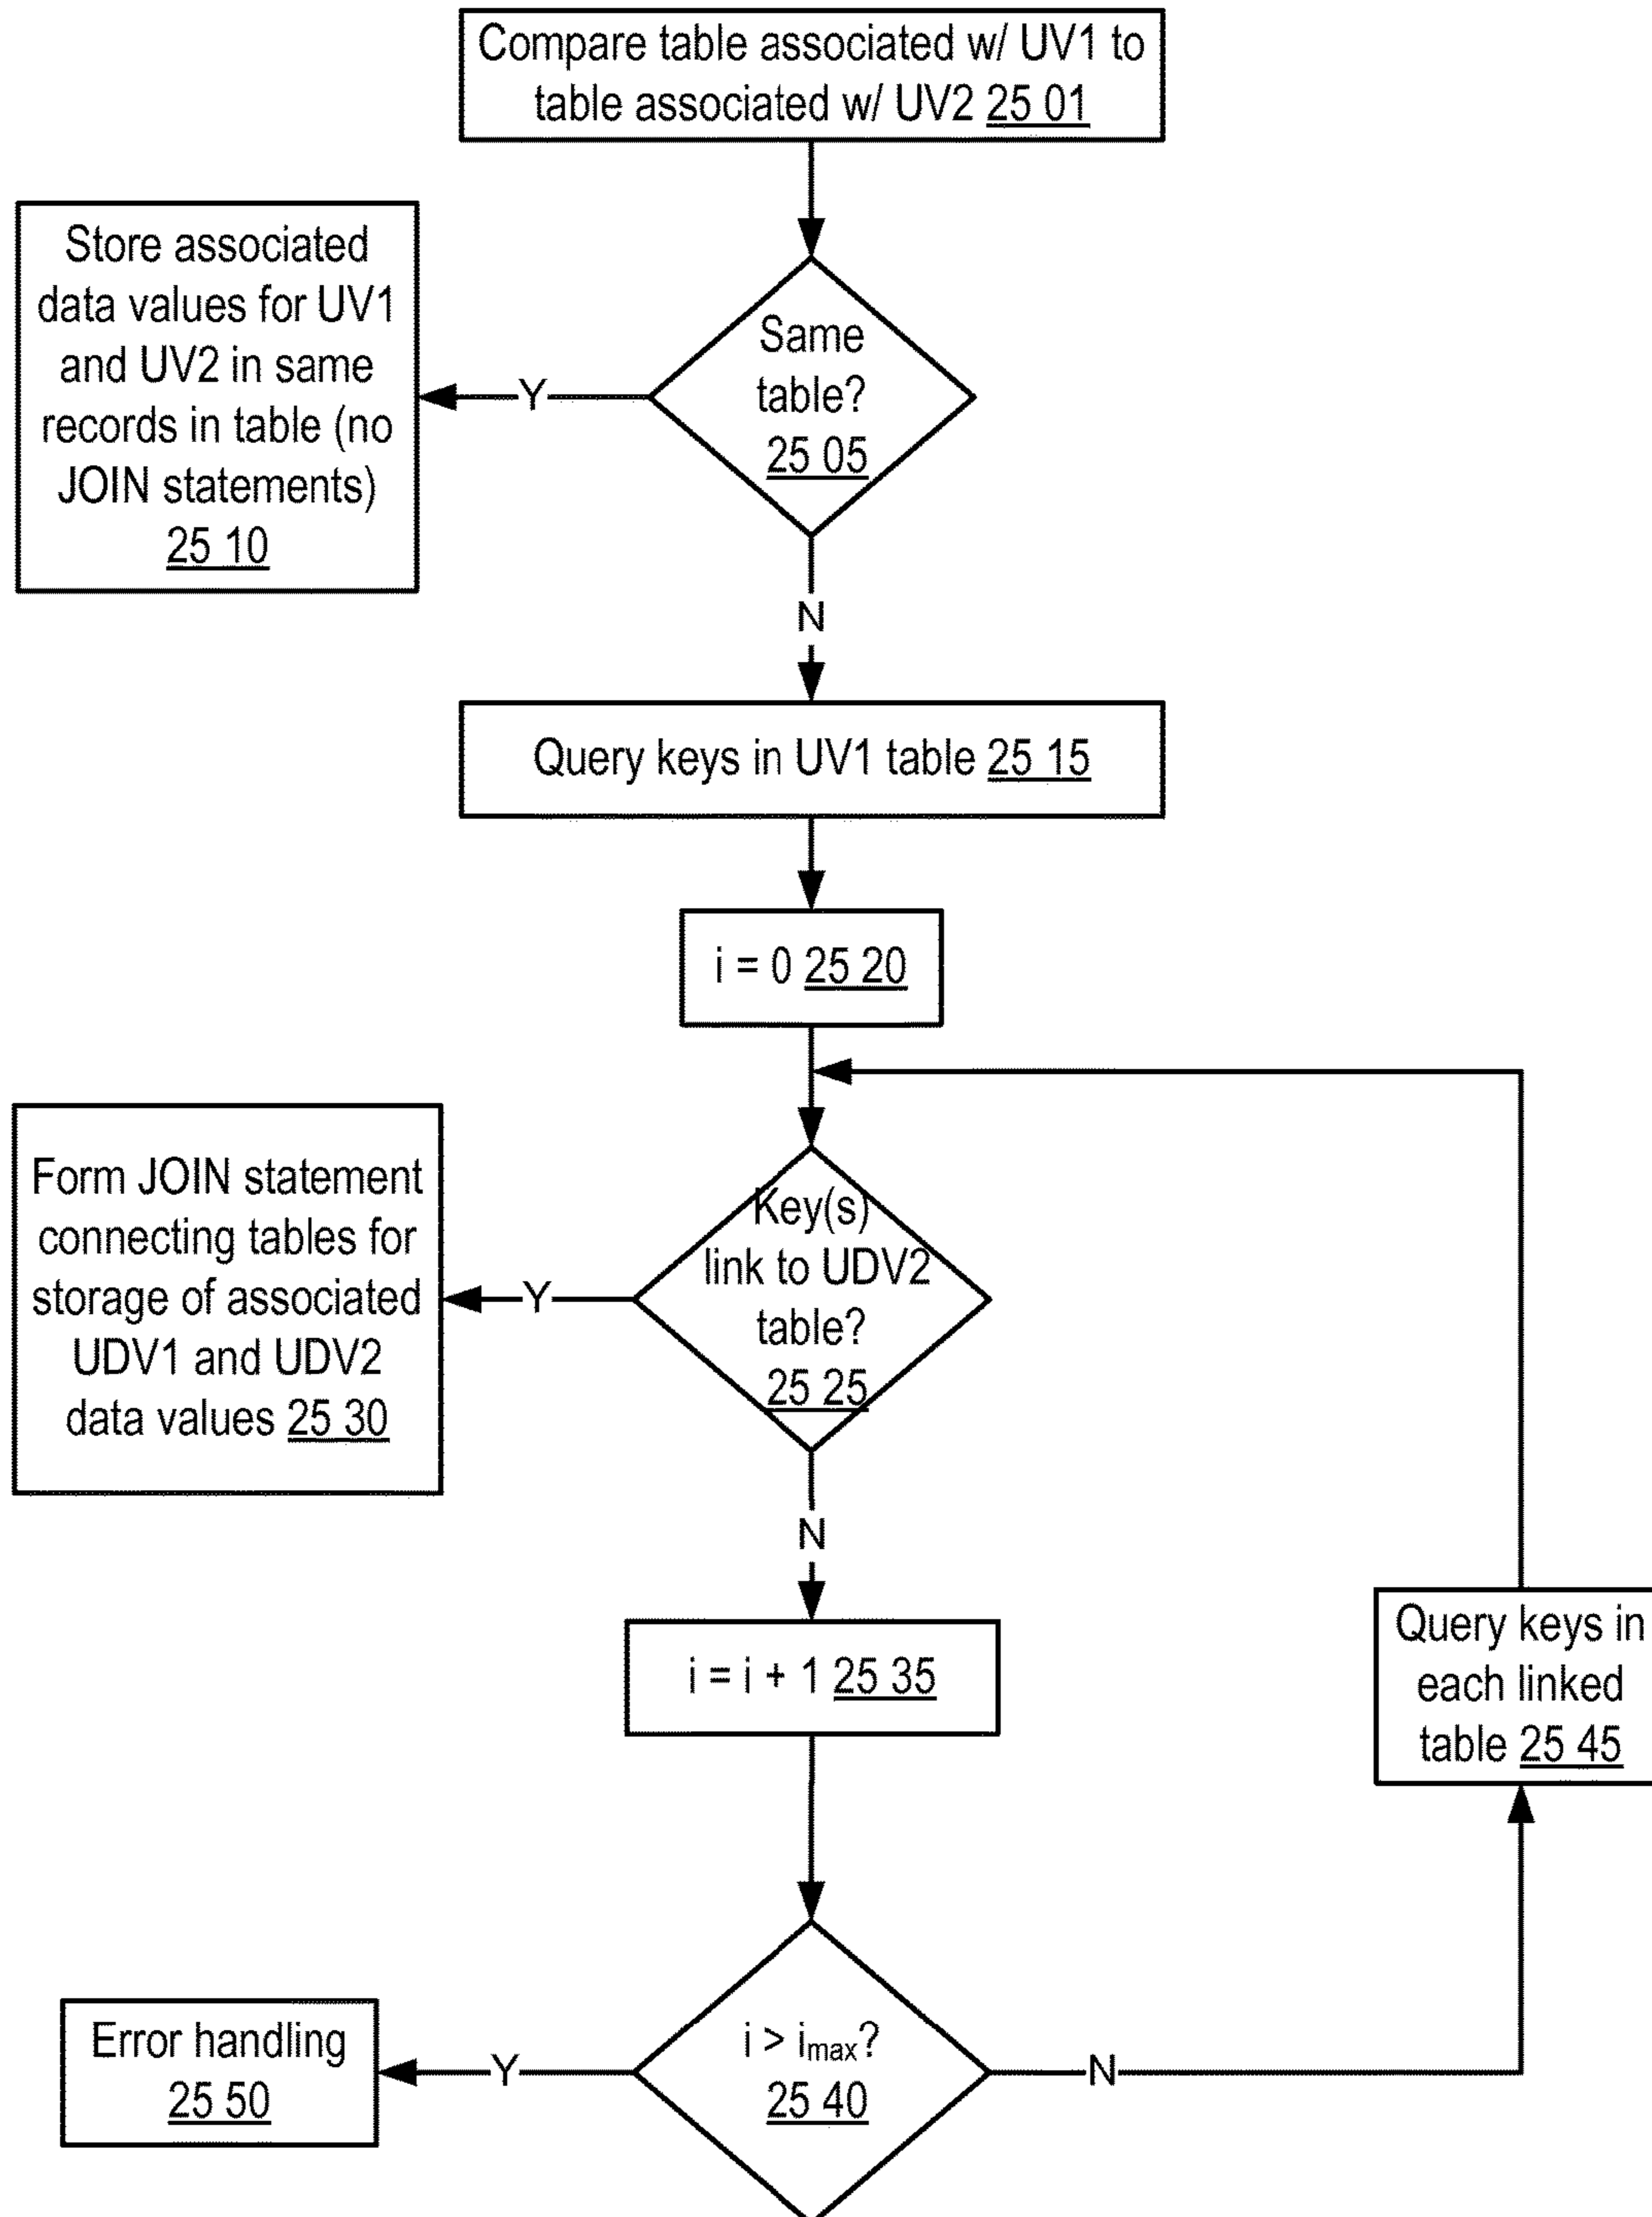 Compare table associated w/ UV1 to
table associated w/ UV2 25 01
Store associated
data values for UV1
and UV2 in same
records in table (no
JOIN statements)
25 10
Same
table?
25 05
Y
N
Query keys in UV1 table 25 15
i = 0 25 20
Form JOIN statement
connecting tables for
storage of associated
UDV1 and UDV2
data values 25 30
Y
Key(s)
link to UDV2
table?
25 25
N
i = i + 1 25 35
Query keys in
each linked
table 25 45
Error handling
25 50
Y
i > imax?
25 40
N